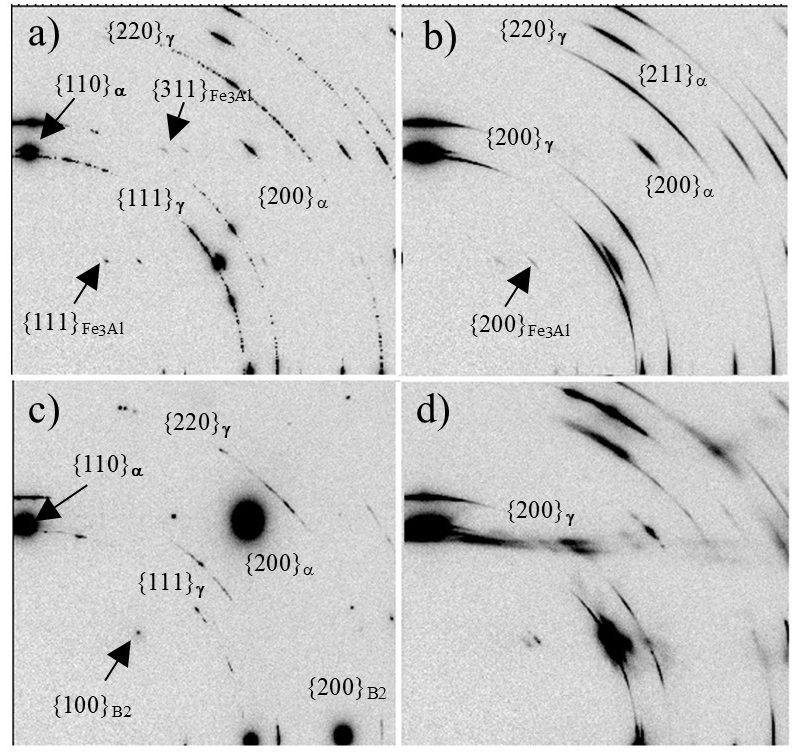 a)
{220}γ
{110}α
{311}Fe3Al
{111}γ
{200}α
{111}Fe3Al
b)
{220}γ
{211}α
{200}γ
{200}α
{200}Fe3Al
c)
{220}γ
{110}α
{200}α
{111}γ
{100}B2
{200}B2
d)
{200}γ